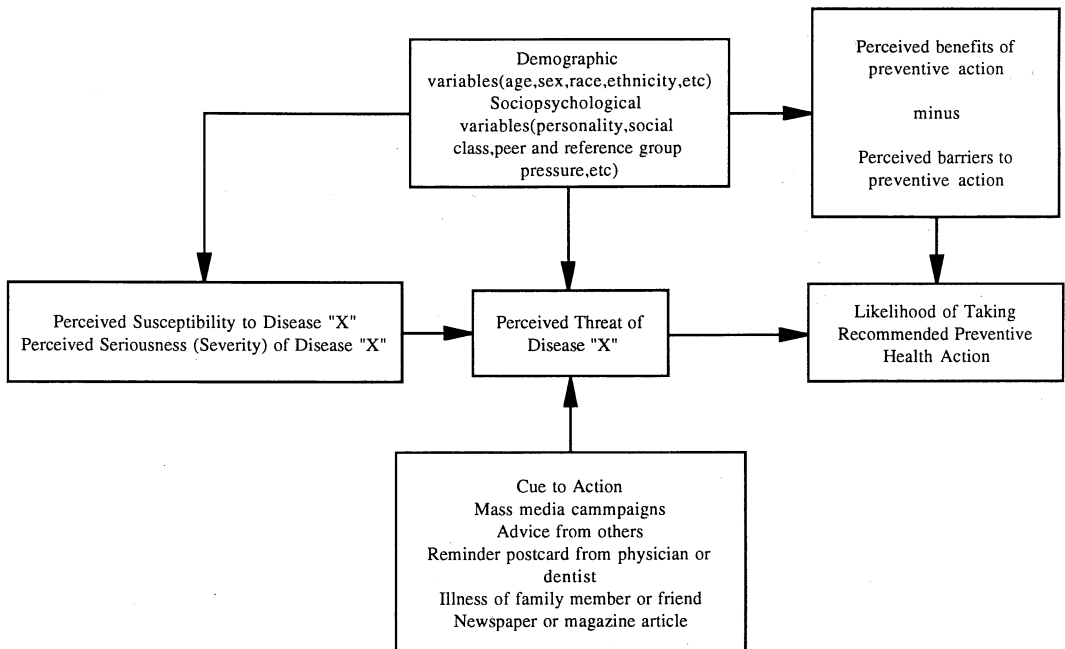 Demographic
variables(age,sex,race,ethnicity,etc)
Sociopsychological
variables(personality,social
class,peer and reference group
pressure,etc)
Perceived benefits of
preventive action
minus
Perceived barriers to
preventive action
Perceived Susceptibility to Disease "X"
Perceived Seriousness (Severity) of Disease "X"
Perceived Threat of
Disease "X"
Likelihood of Taking
Recommended Preventive
Health Action
Cue to Action
Mass media cammpaigns
Advice from others
Reminder postcard from physician or
dentist
Illness of family member or friend
Newspaper or magazine article